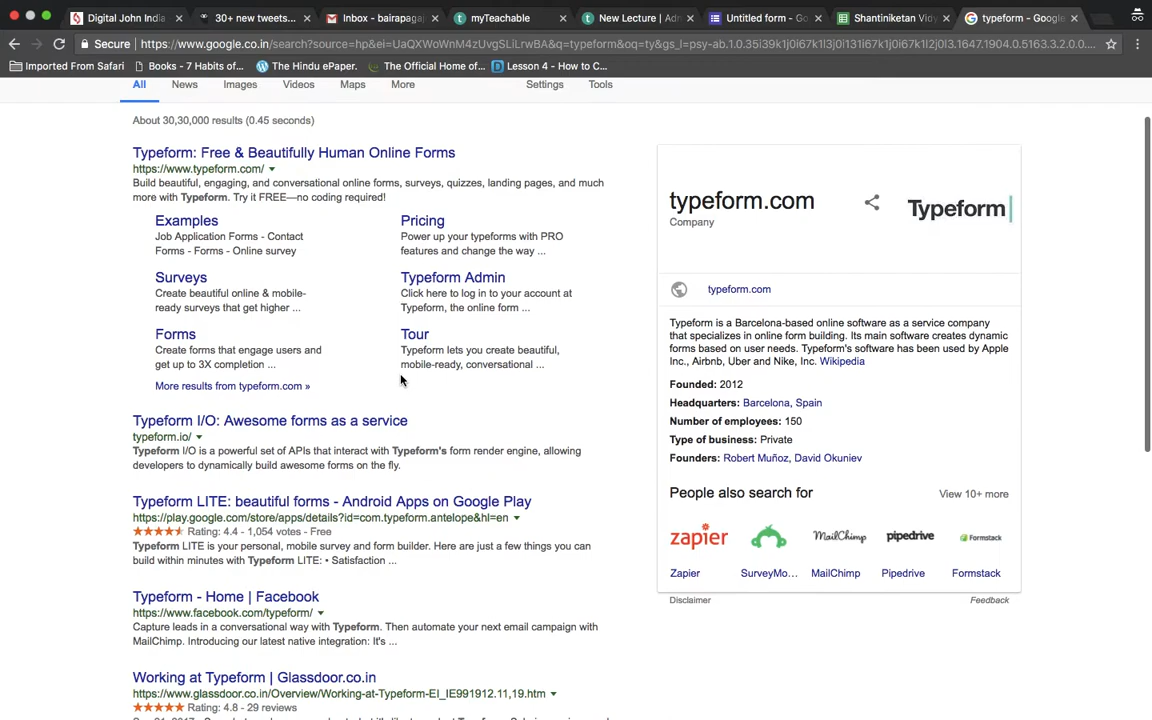 Digital John India
30+ new tweets...
Inbox - bairapaga
myTeachable
New Lecture | Adm
Untitled form - Go
Shantiniketan Vidy
typeform - Google
Secure | https://www.google.co.in/search?source=hp&ei=UaQXWoWnM4zUvgSLiLrwBA&q=typeform&oq=ty&gs_l=psy-ab.1.0.35i39k1j0i67k1l3j0i131i67k1j0i67k1l2j0l3.1647.1904.0.5163.3.2.0.0....
Imported From Safari
Books - 7 Habits of...
The Hindu ePaper.
The Official Home of...
Lesson 4 - How to C...
All News Images Videos Maps More Settings Tools
About 30,30,000 results (0.45 seconds)
Typeform: Free & Beautifully Human Online Forms
https://www.typeform.com/
Build beautiful, engaging, and conversational online forms, surveys, quizzes, landing pages, and much
more with Typeform. Try it FREE—no coding required!
Examples
Job Application Forms - Contact
Forms - Forms - Online survey
Pricing
Power up your typeforms with PRO
features and change the way ...
Surveys
Create beautiful online & mobile-
ready surveys that get higher ...
Typeform Admin
Click here to log in to your account at
Typeform, the online form ...
Forms
Create forms that engage users and
get up to 3X completion ...
Tour
Typeform lets you create beautiful,
mobile-ready, conversational ...
More results from typeform.com »
Typeform I/O: Awesome forms as a service
typeform.io/
Typeform I/O is a powerful set of APIs that interact with Typeform's form render engine, allowing
developers to dynamically build awesome forms on the fly.
Typeform LITE: beautiful forms - Android Apps on Google Play
https://play.google.com/store/apps/details?id=com.typeform.antelope&hl=en
Rating: 4.4 - 1,054 votes - Free
Typeform LITE is your personal, mobile survey and form builder. Here are just a few things you can
build within minutes with Typeform LITE: • Satisfaction ...
Typeform - Home | Facebook
https://www.facebook.com/typeform/
Capture leads in a conversational way with Typeform. Then automate your next email campaign with
MailChimp. Introducing our latest native integration: It's ...
Working at Typeform | Glassdoor.co.in
https://www.glassdoor.co.in/Overview/Working-at-Typeform-EI_IE991912.11,19.htm
Rating: 4.8 - 29 reviews
typeform.com
Company
Typeform
typeform.com
Typeform is a Barcelona-based online software as a service company
that specializes in online form building. Its main software creates dynamic
forms based on user needs. Typeform's software has been used by Apple
Inc., Airbnb, Uber and Nike, Inc. Wikipedia
Founded: 2012
Headquarters: Barcelona, Spain
Number of employees: 150
Type of business: Private
Founders: Robert Muñoz, David Okuniev
People also search for
View 10+ more
zapier
MailChimp
pipedrive
Formstack
Zapier
SurveyMo...
MailChimp
Pipedrive
Formstack
Disclaimer
Feedback